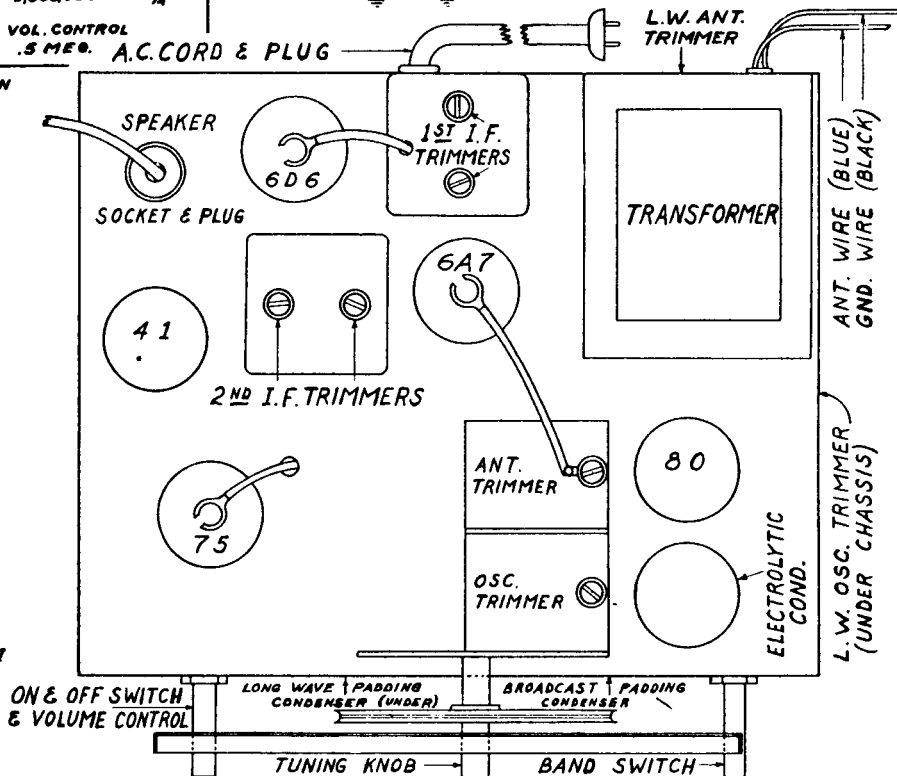 VOL. CONTROL
.5 MEG.
A.C. CORD & PLUG
L.W. ANT.
TRIMMER
SPEAKER
SOCKET & PLUG
6D6
1ST I.F.
TRIMMERS
TRANSFORMER
ANT. WIRE (BLUE)
GND. WIRE (BLACK)
6A7
41
2ND I.F. TRIMMERS
75
ANT.
TRIMMER
80
OSC.
TRIMMER
ELECTROLYTIC
COND.
L.W. OSC. TRIMMER
(UNDER CHASSIS)
ON & OFF SWITCH
& VOLUME CONTROL
LONG WAVE PADDING
CONDENSER (UNDER)
BROADCAST PADDING
CONDENSER
TUNING KNOB
BAND SWITCH